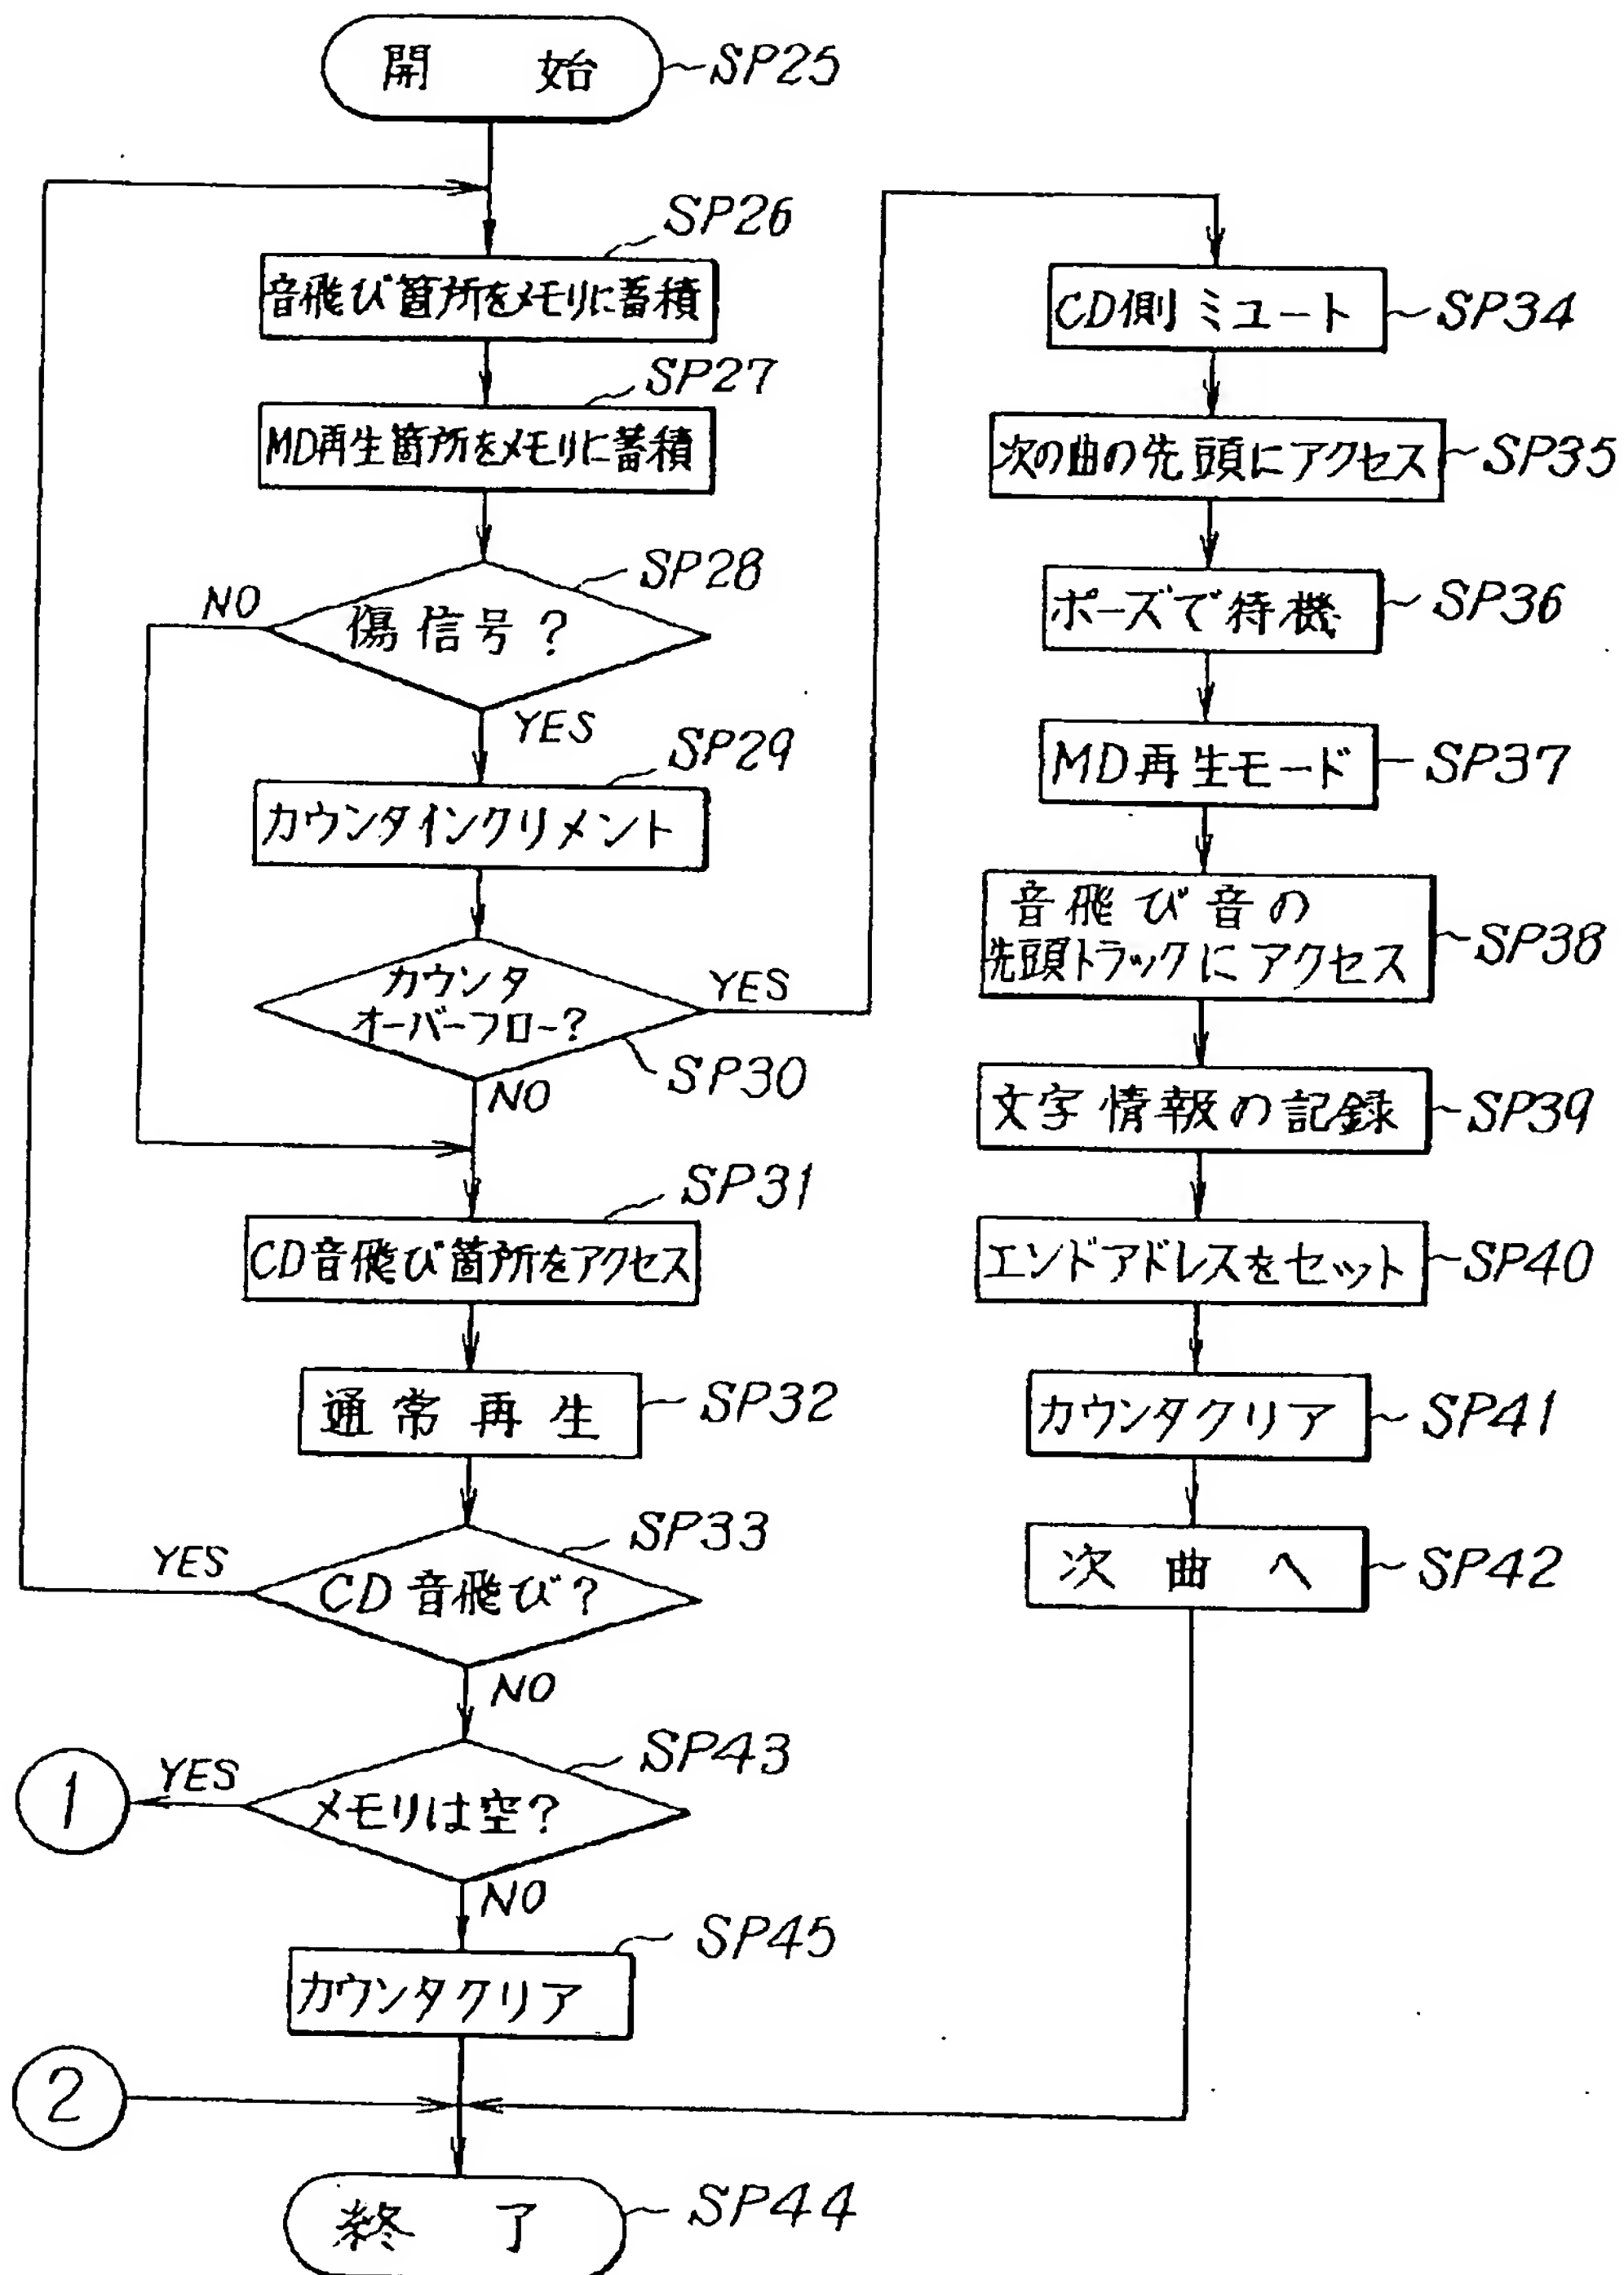 開始
SP25
SP26
音飛び箇所をメモリに蓄積
SP27
MD再生箇所をメモリに蓄積
SP28
NO
傷信号?
YES
SP29
カウンタインクリメント
カウンタ
オーバーフロー?
YES
SP30
NO
SP31
CD音飛び箇所をアクセス
通常再生
SP32
SP33
YES
CD音飛び?
NO
SP43
1
YES
メモリは空?
NO
SP45
カウンタクリア
2
終了
SP44
CD側ミュート
SP34
次の曲の先頭にアクセス
SP35
ポーズで待機
SP36
MD再生モード
SP37
音飛び音の
先頭トラックにアクセス
SP38
文字情報の記録
SP39
エンドアドレスをセット
SP40
カウンタクリア
SP41
次曲へ
SP42